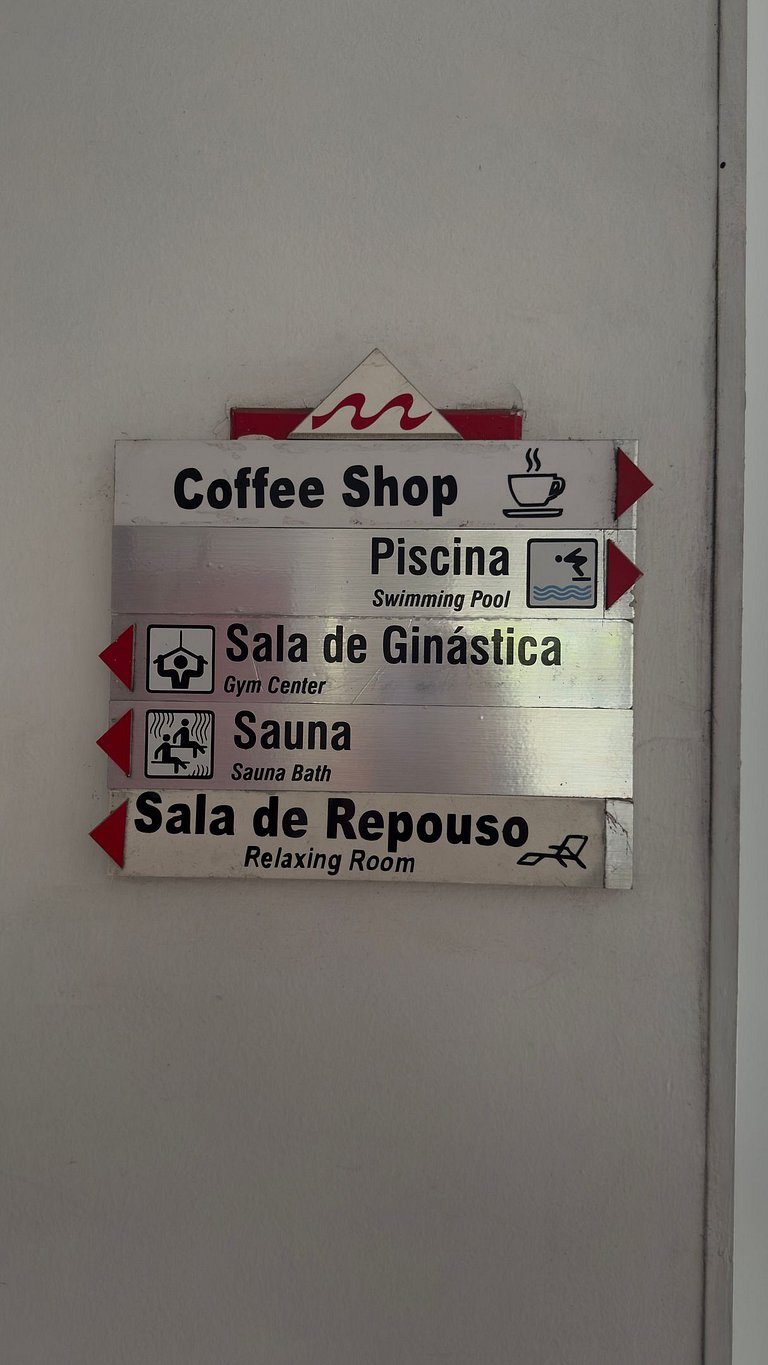 Coffee Shop
Piscina
Swimming Pool
Sala de Ginástica
Gym Center
Sauna
Sauna Bath
Sala de Repouso
Relaxing Room